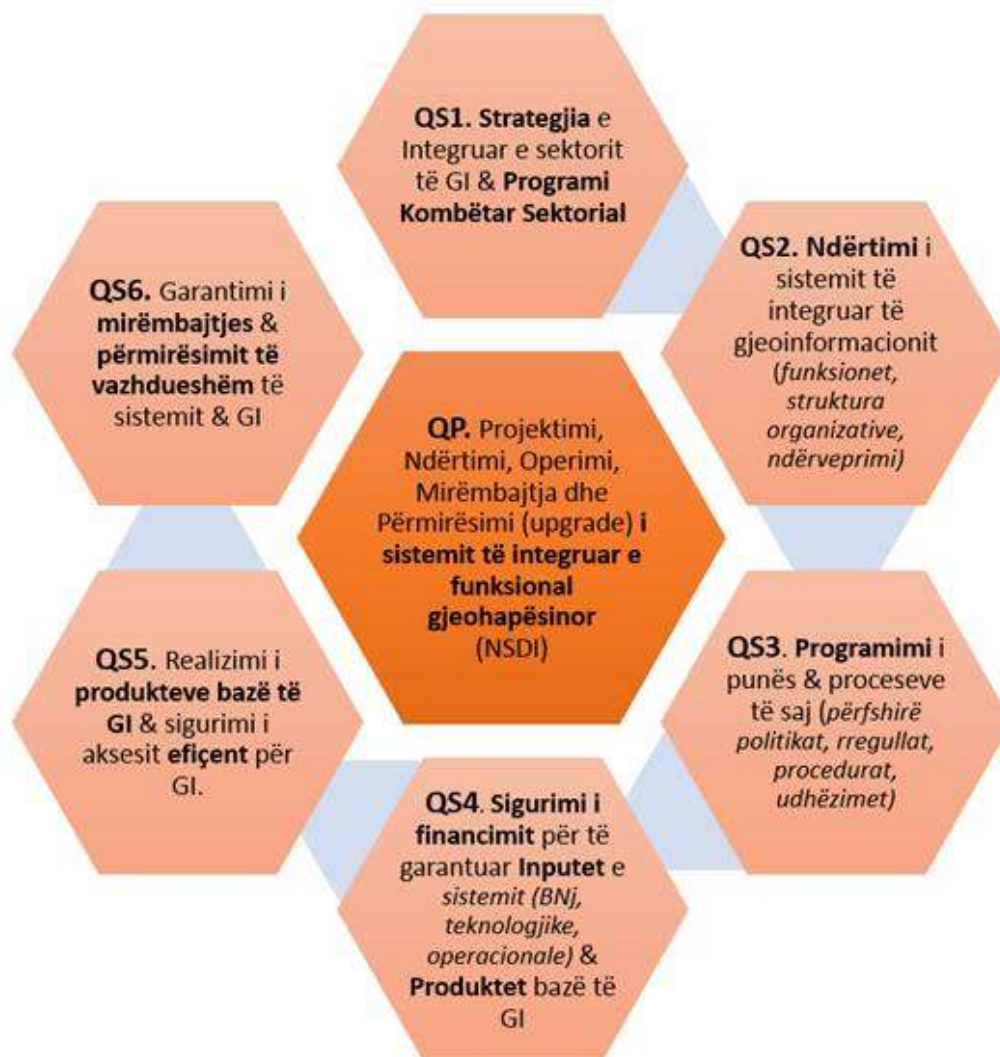 QS1. Strategjia e
Integruar e sektorit
të GI & Programi
Kombëtar Sektorial
QS2. Ndërtimi i
sistemit të
integruar të
gjeoinformacionit
(funksionet,
struktura
organizative,
ndërveprimi)
QS3. Programimi i
punës & proceseve
të saj (përfshirë
politikat, rregullat,
procedurat,
udhëzimet)
QS4. Sigurimi i
financimit për të
garantuar Inputet e
sistemit (BNj,
teknologjike,
operacionale) &
Produktet bazë të
GI
QS5. Realizimi i
produkteve bazë të
GI & sigurimi i
aksesit efiçent për
GI.
QS6. Garantimi i
mirëmbajtjes &
përmirësimit të
vazhdueshëm të
sistemit & GI
QP. Projektimi,
Ndërtimi, Operimi,
Mirëmbajtja dhe
Përmirësimi (upgrade) i
sistemit të integruar e
funksional
gjeohapësinor
(NSDI)